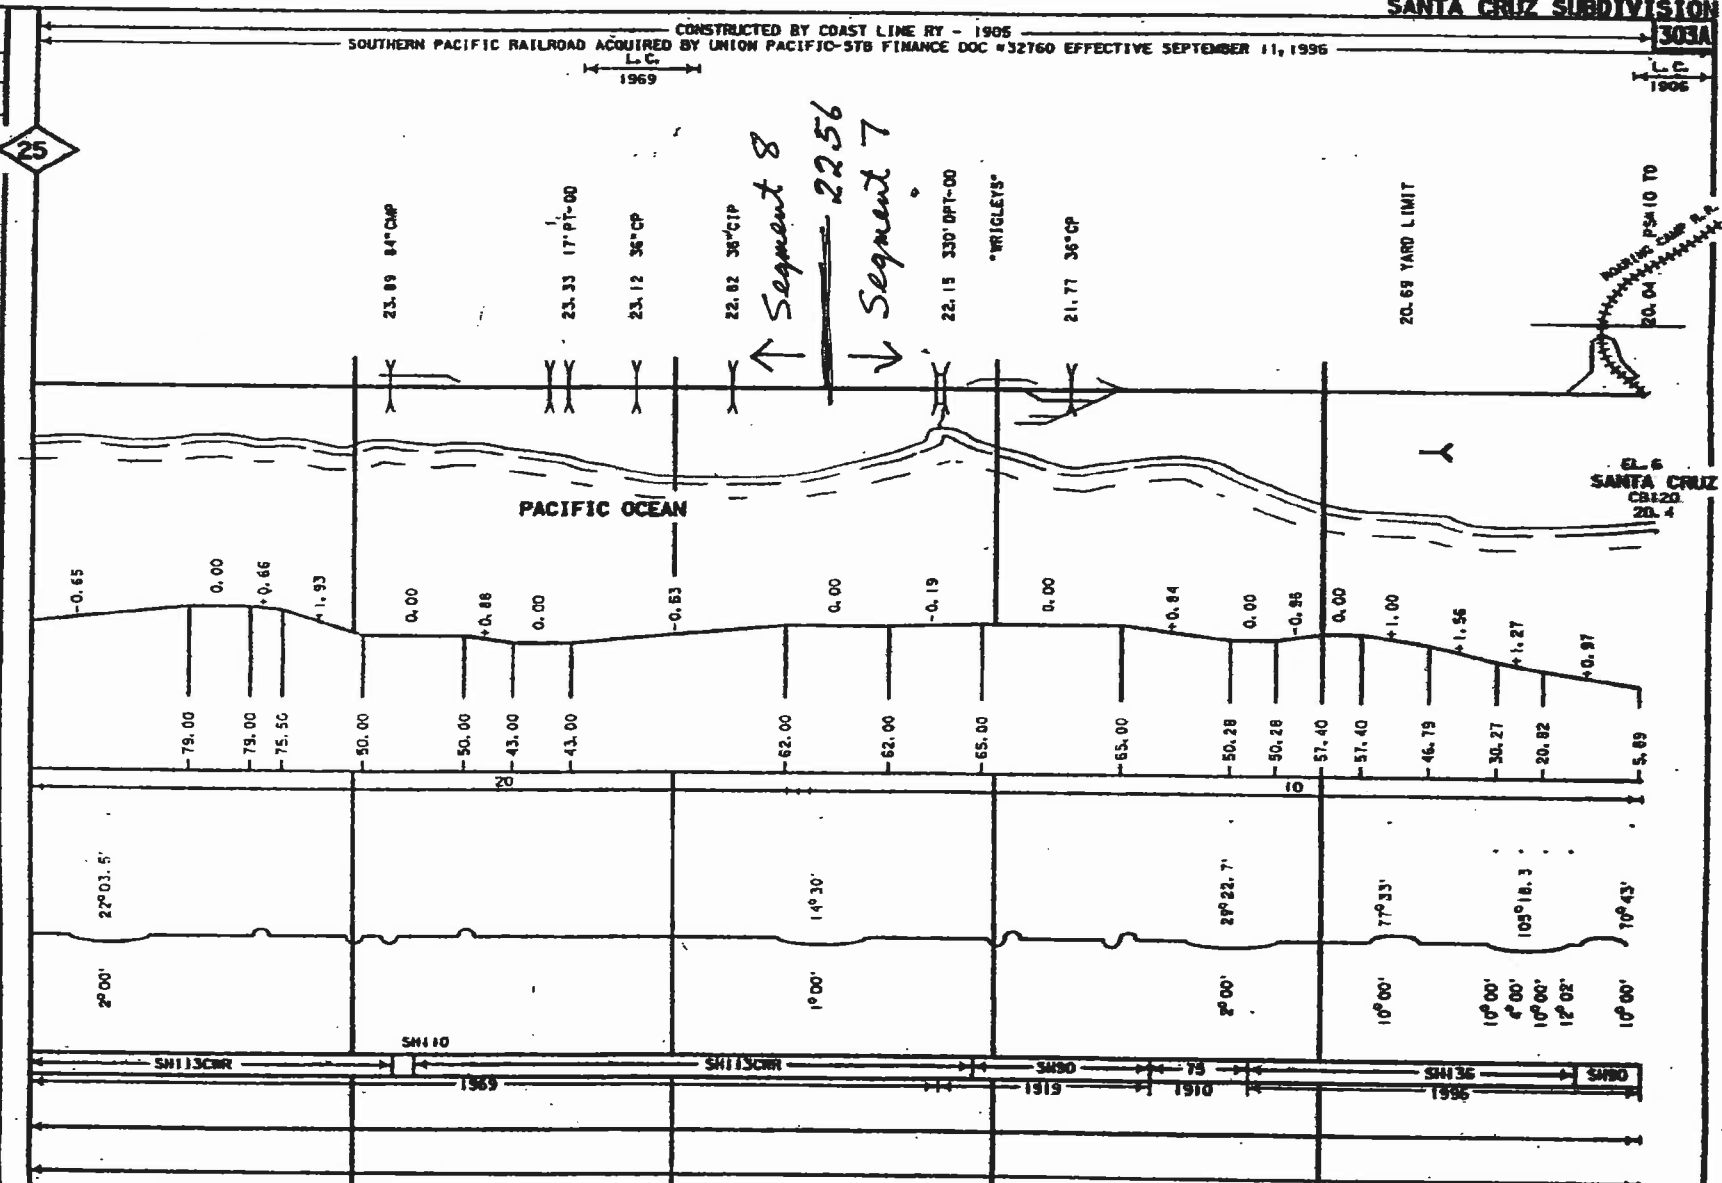 SANTA CRUZ SUBDIVISION
CONSTRUCTED BY COAST LINE RY - 1905
303A
SOUTHERN PACIFIC RAILROAD ACQUIRED BY UNION PACIFIC-STB FINANCE DOC #32760 EFFECTIVE SEPTEMBER 11, 1996
L.C.
1969
L.C.
1906
25
23.89 84"CMP
23.33 17'PT-OD
23.12 36"CP
22.82 36"CIP
Segment 8
2256
Segment 7
22.15 330'DPT-OD
"WRIGLEYS"
21.77 36"CP
20.69 YARD LIMIT
20.04 PSMIO TO
ROARING CAMP R.R.
EL. 6
SANTA CRUZ
CB120
20.4
PACIFIC OCEAN
-0.65
0.00
+0.66
+1.93
0.00
+0.88
0.00
-0.63
0.00
-0.19
0.00
+0.84
0.00
-0.96
0.00
+1.00
+1.56
+1.27
+0.97
79.00
79.00
75.50
50.00
50.00
43.00
43.00
62.00
62.00
65.00
65.00
50.28
50.28
57.40
57.40
46.79
30.27
20.82
5.89
20
10
22°03.5'
14°30'
29°22.7'
77°33'
105°18.3
70°43'
2°00'
1°00'
2°00'
10°00'
10°00'
4°00'
10°00'
12°02'
10°00'
SH110
SH113CWR
SH113CWR
SH90
75
SH136
SH90
1969
1919
1910
1996